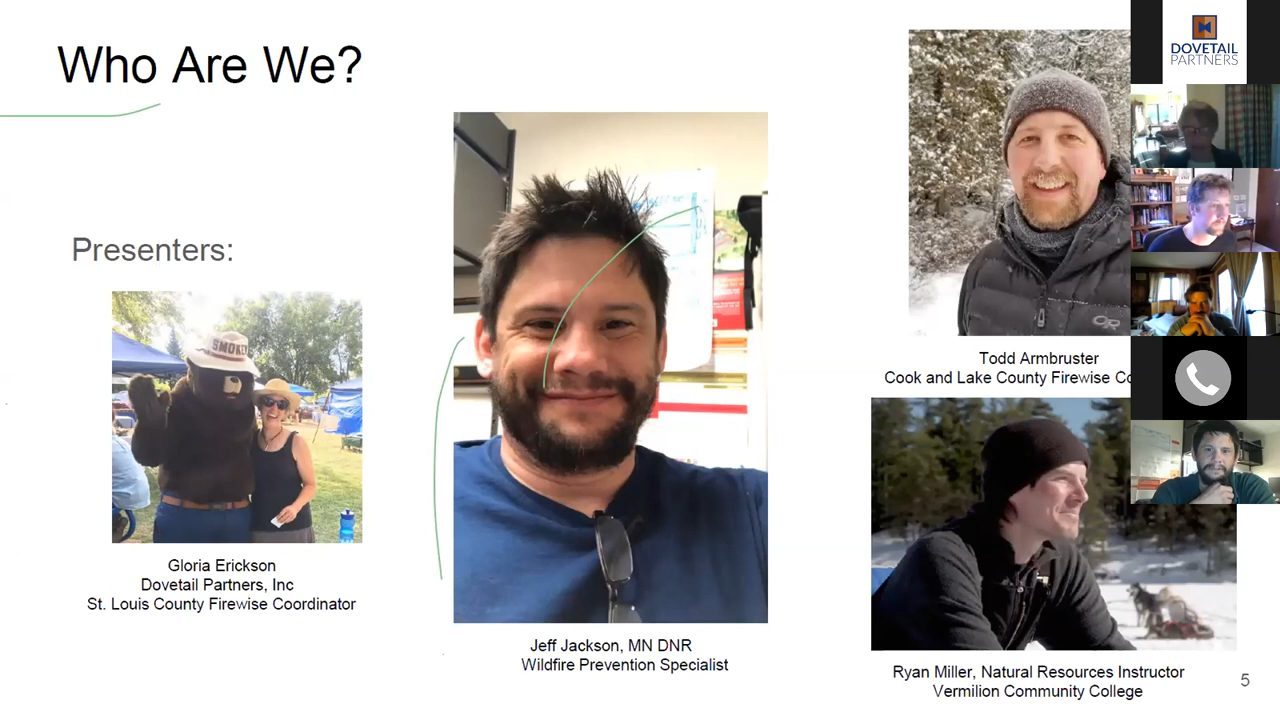 Who Are We?
Presenters:
SMOKEY
Gloria Erickson
Dovetail Partners, Inc
St. Louis County Firewise Coordinator
Jeff Jackson, MN DNR
Wildfire Prevention Specialist
OR
Todd Armbruster
Cook and Lake County Firewise Co
Ryan Miller, Natural Resources Instructor
Vermilion Community College
DOVETAIL
PARTNERS
5